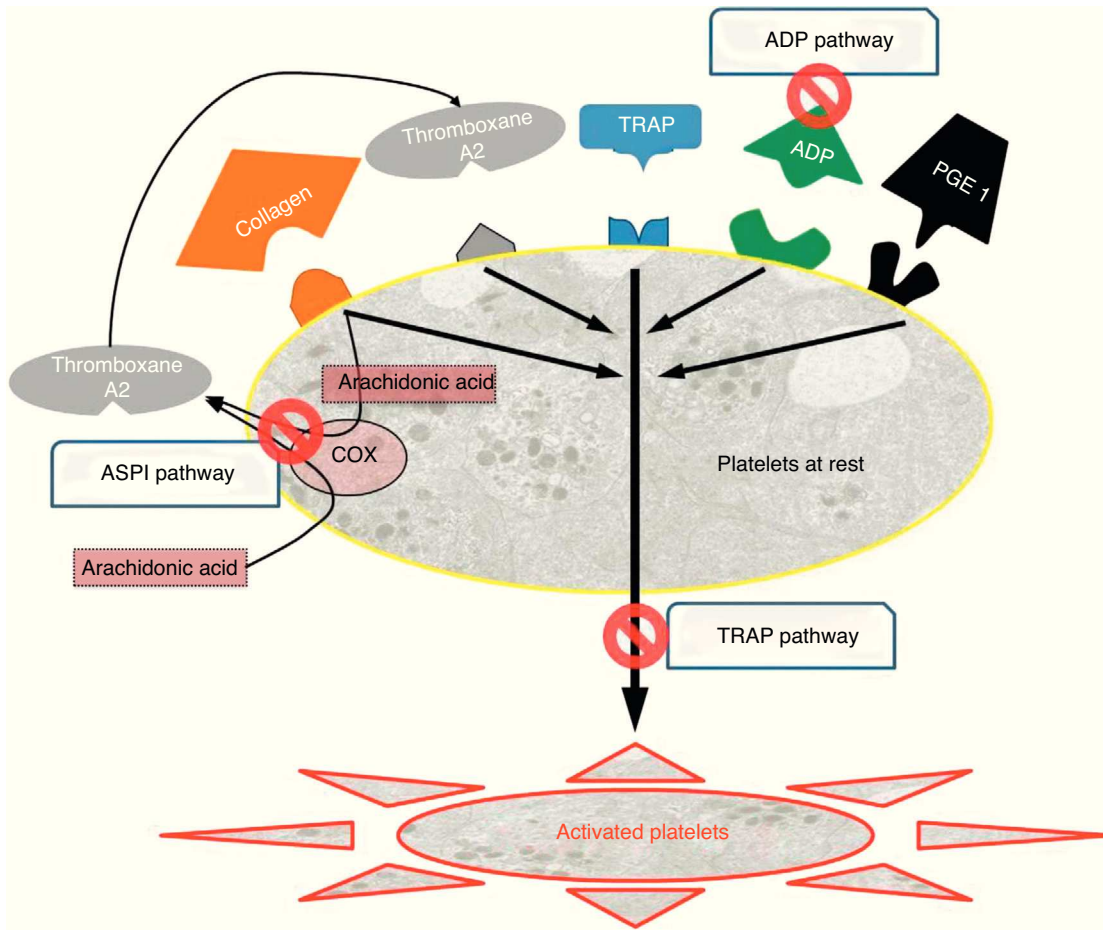 ADP pathway
Thromboxane
A2
TRAP
ADP
PGE 1
Collagen
Thromboxane
A2
Arachidonic acid
COX
Platelets at rest
ASPI pathway
Arachidonic acid
TRAP pathway
Activated platelets